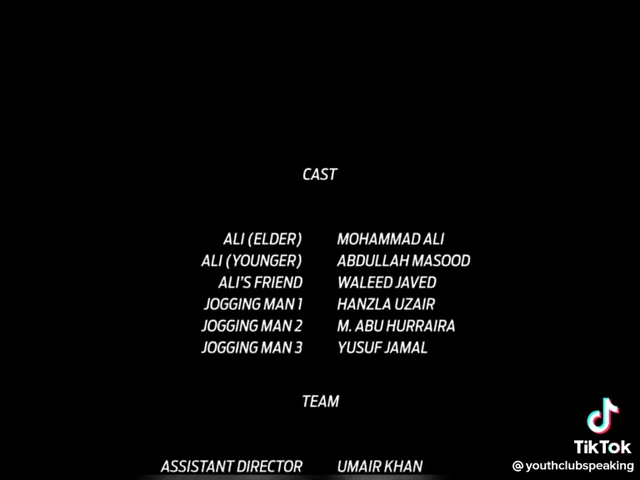 CAST
ALI (ELDER) MOHAMMAD ALI
ALI (YOUNGER) ABDULLAH MASOOD
ALI'S FRIEND WALEED JAVED
JOGGING MAN 1 HANZLA UZAIR
JOGGING MAN 2 M. ABU HURRAIRA
JOGGING MAN 3 YUSUF JAMAL
TEAM
ASSISTANT DIRECTOR UMAIR KHAN
TikTok
@youthclubspeaking